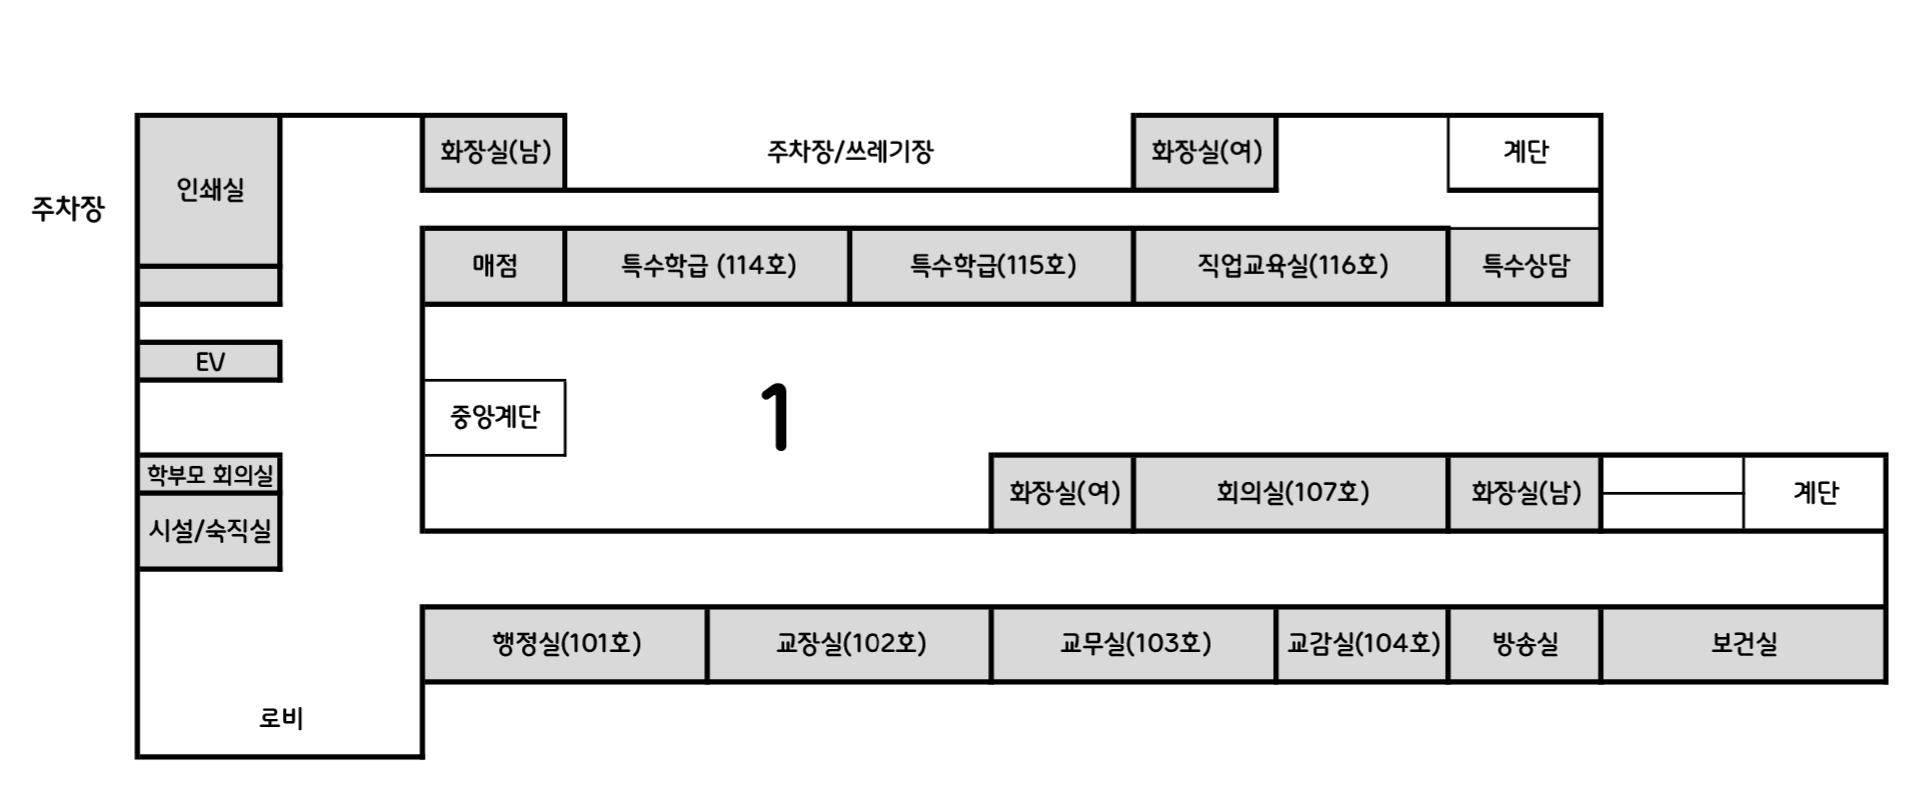 화장실(남)
주차장/쓰레기장
화장실(여)
계단
인쇄실
주차장
매점
특수학급 (114호)
특수학급(115호)
직업교육실(116호)
특수상담
EV
중앙계단
1
학부모 회의실
화장실(여)
회의실(107호)
화장실(남)
계단
시설/숙직실
행정실(101호)
교장실(102호)
교무실(103호)
교감실(104호)
방송실
보건실
로비